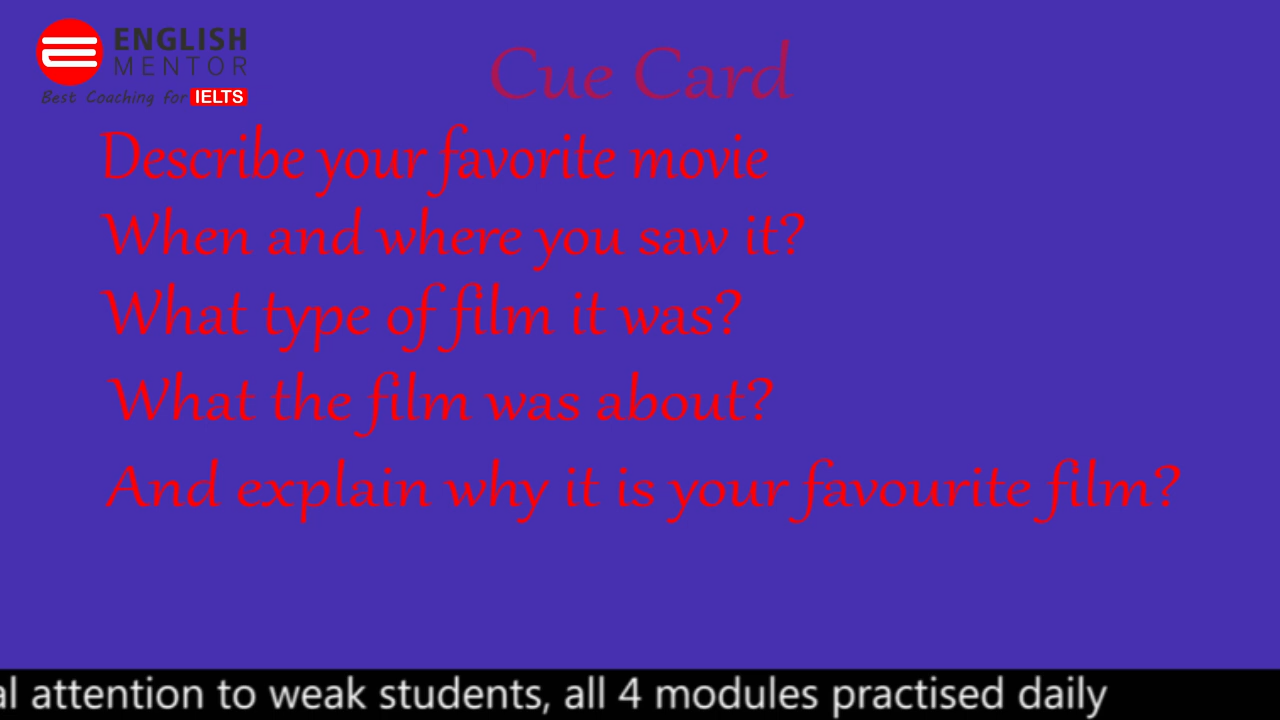 ENGLISH
MENTOR
Best Coaching for IELTS
Cue Card
Describe your favorite movie
When and where you saw it?
What type of film it was?
What the film was about?
And explain why it is your favourite film?
al attention to weak students, all 4 modules practised daily